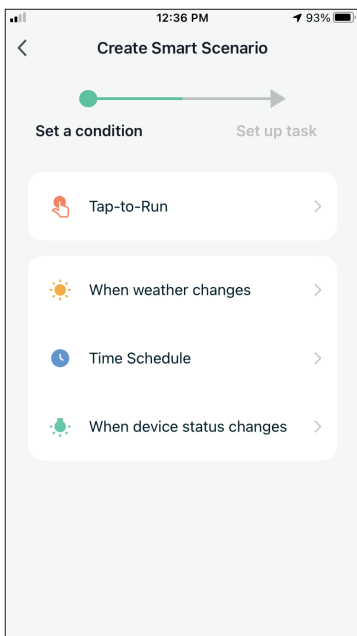 12:36 PM
93%
Create Smart Scenario
Set a condition
Set up task
Tap-to-Run
When weather changes
Time Schedule
When device status changes